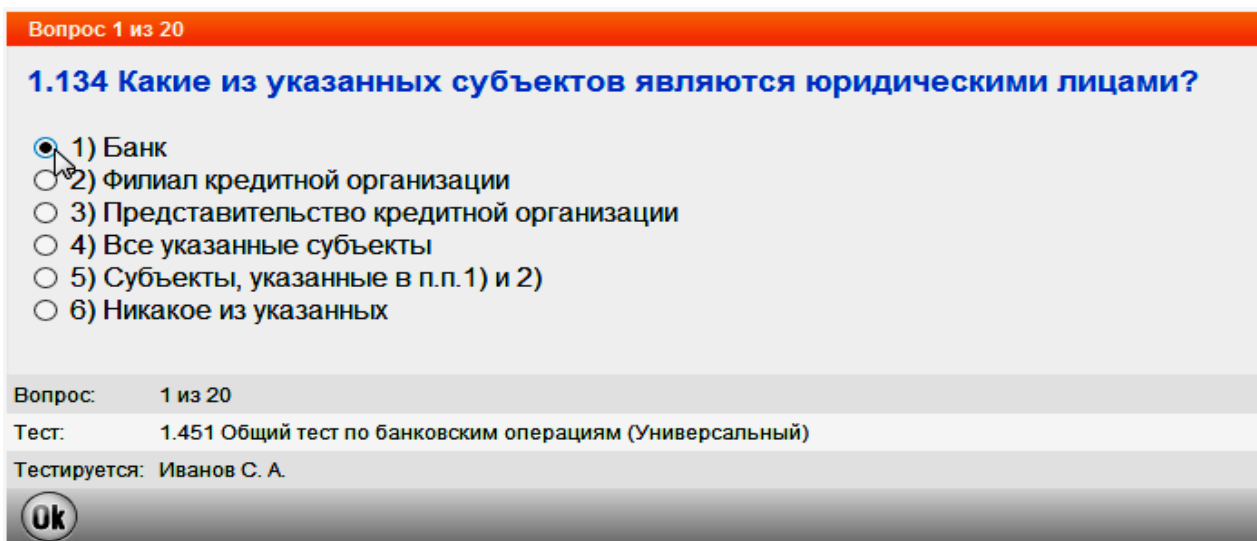 Вопрос 1 из 20
1.134 Какие из указанных субъектов являются юридическими лицами?
1) Банк
2) Филиал кредитной организации
3) Представительство кредитной организации
4) Все указанные субъекты
5) Субъекты, указанные в п.п.1) и 2)
6) Никакое из указанных
Вопрос: 1 из 20
Тест: 1.451 Общий тест по банковским операциям (Универсальный)
Тестируется: Иванов С. А.
Ok